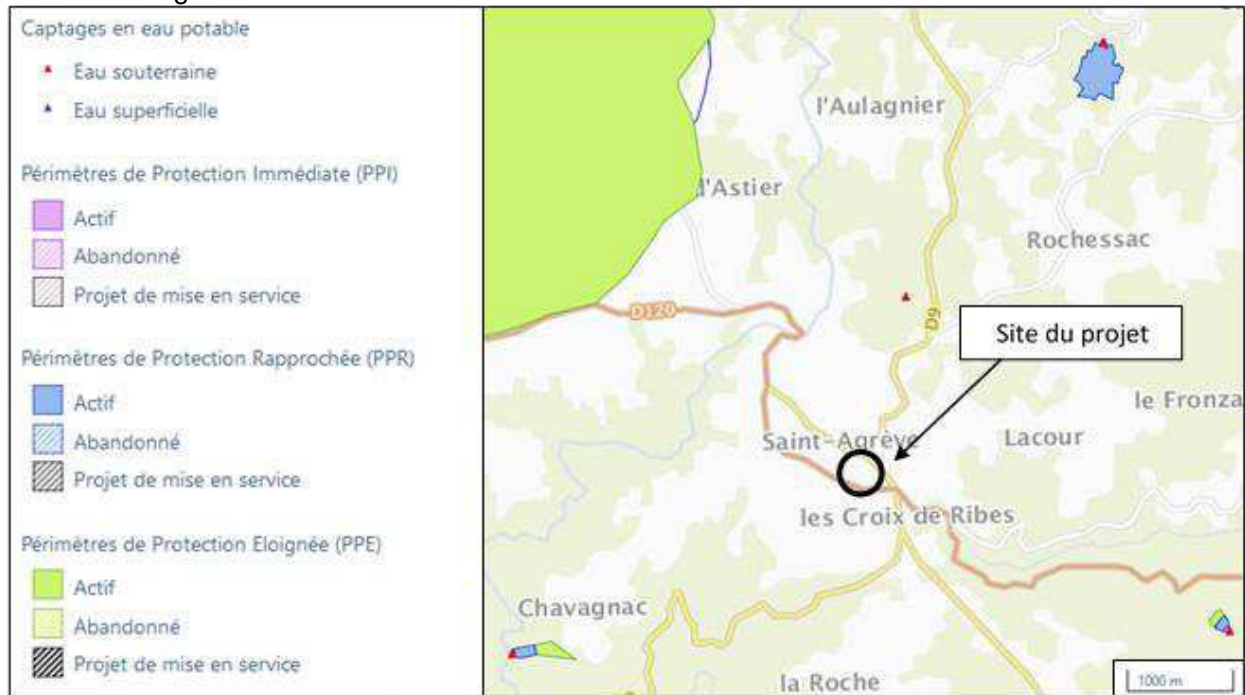 Captages en eau potable
Eau souterraine
Eau superficielle
Périmètres de Protection Immédiate (PPI)
Actif
Abandonné
Projet de mise en service
Périmètres de Protection Rapprochée (PPR)
Actif
Abandonné
Projet de mise en service
Périmètres de Protection Eloignée (PPE)
Actif
Abandonné
Projet de mise en service
l'Aulagnier
d'Astier
Rochessac
D120
D9
Site du projet
le Fronza
Saint-Agrève
Lacour
les Croix de Ribes
Chavagnac
la Roche
1000 m